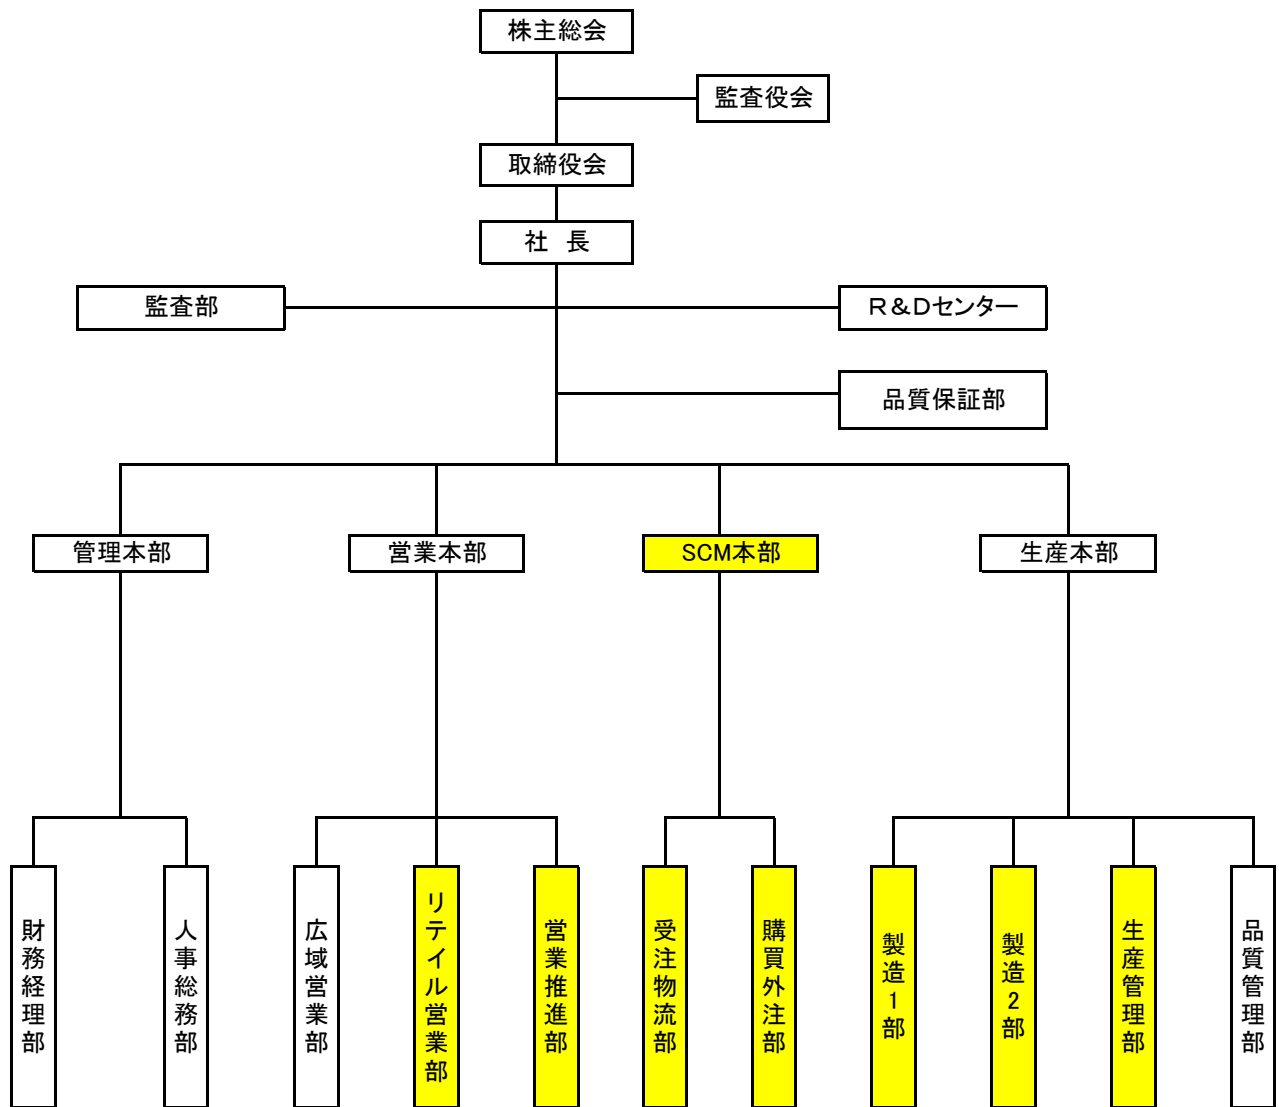 株主総会
監査役会
取締役会
社　長
監査部
Ｒ＆Ｄセンター
品質保証部
管理本部
営業本部
SCM本部
生産本部
財務経理部
人事総務部
広域営業部
リテイル営業部
営業推進部
受注物流部
購買外注部
製造1部
製造2部
生産管理部
品質管理部